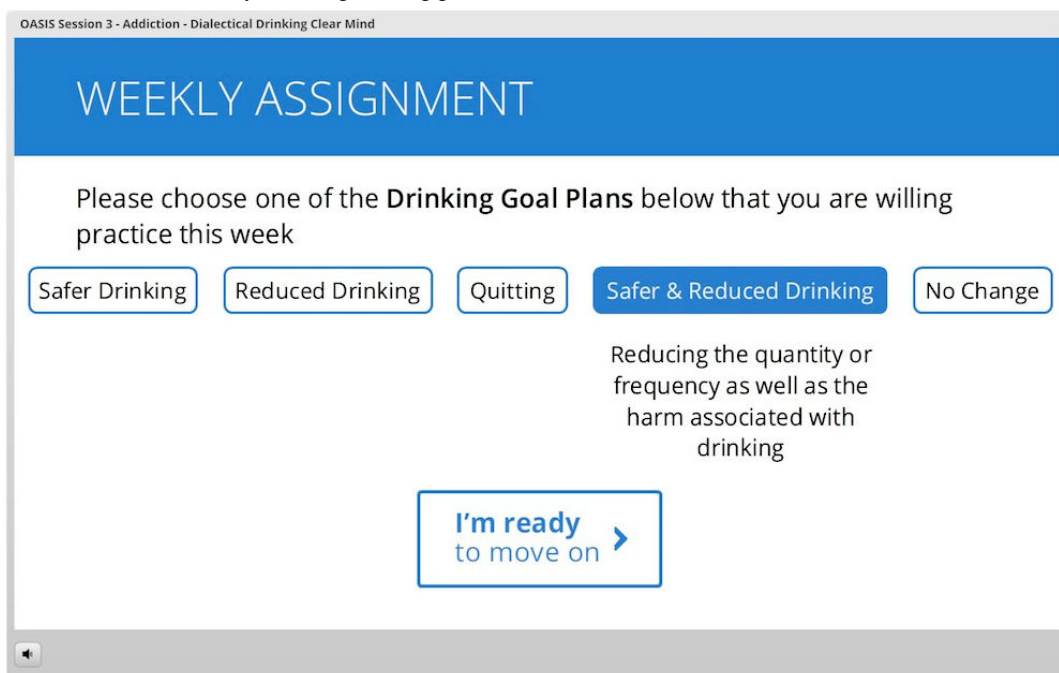 OASIS Session 3 - Addiction - Dialectical Drinking Clear Mind
WEEKLY ASSIGNMENT
Please choose one of the Drinking Goal Plans below that you are willing
practice this week
Safer Drinking
Reduced Drinking
Quitting
Safer & Reduced Drinking
No Change
Reducing the quantity or
frequency as well as the
harm associated with
drinking
I'm ready
to move on